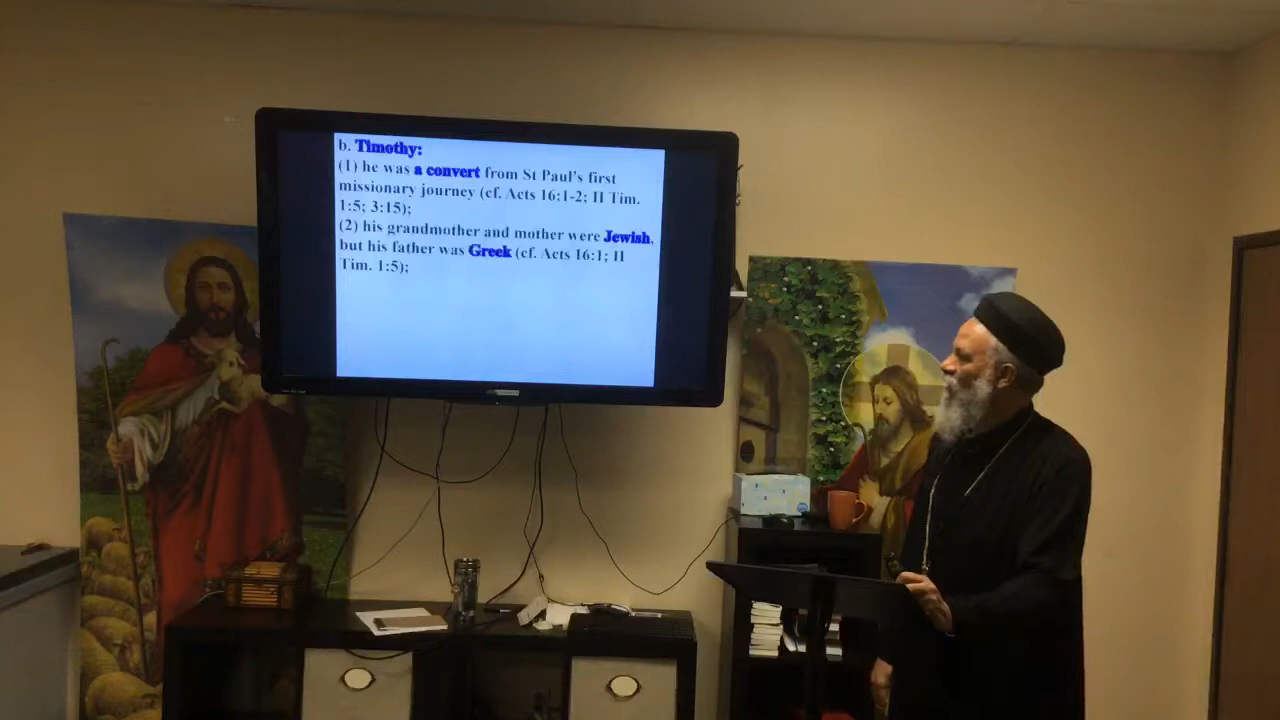 b. Timothy:
(1) he was a convert from St Paul's first
missionary journey (cf. Acts 16:1-2; II Tim.
1:5; 3:15);
(2) his grandmother and mother were Jewish,
but his father was Greek (cf. Acts 16:1; II
Tim. 1:5);